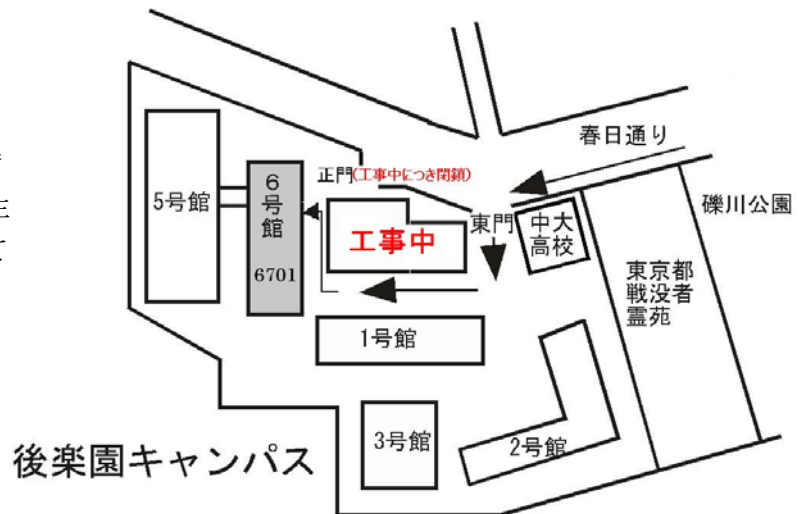 春日通り
正門(工事中につき閉鎖)
6
号
館
6701
5号館
工事中
東門
中大
高校
礫川公園
東京都
戦没者
霊苑
1号館
3号館
2号館
後楽園キャンパス